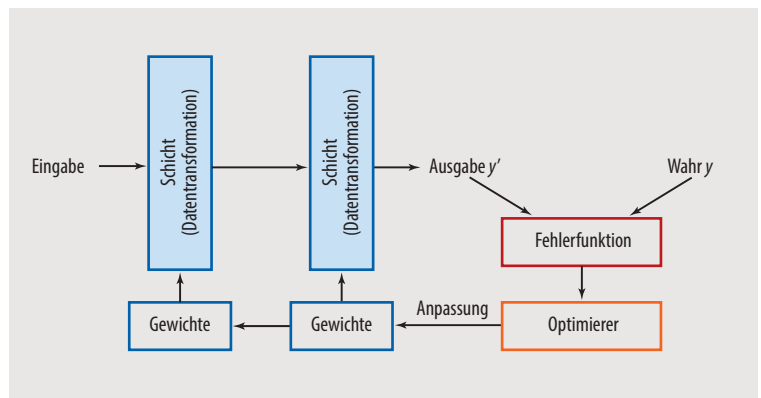 Eingabe
Schicht
(Datentransformation)
Schicht
(Datentransformation)
Ausgabe y'
Wahr y
Fehlerfunktion
Gewichte
Gewichte
Anpassung
Optimierer